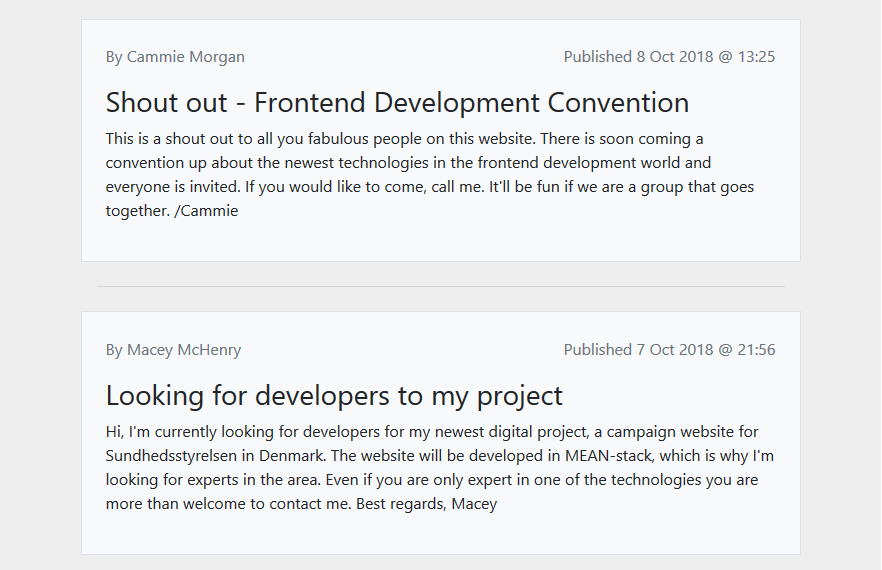 By Cammie Morgan Published 8 Oct 2018 @ 13:25
Shout out - Frontend Development Convention
This is a shout out to all you fabulous people on this website. There is soon coming a
convention up about the newest technologies in the frontend development world and
everyone is invited. If you would like to come, call me. It'll be fun if we are a group that goes
together. /Cammie
By Macey McHenry Published 7 Oct 2018 @ 21:56
Looking for developers to my project
Hi, I'm currently looking for developers for my newest digital project, a campaign website for
Sundhedsstyrelsen in Denmark. The website will be developed in MEAN-stack, which is why I'm
looking for experts in the area. Even if you are only expert in one of the technologies you are
more than welcome to contact me. Best regards, Macey